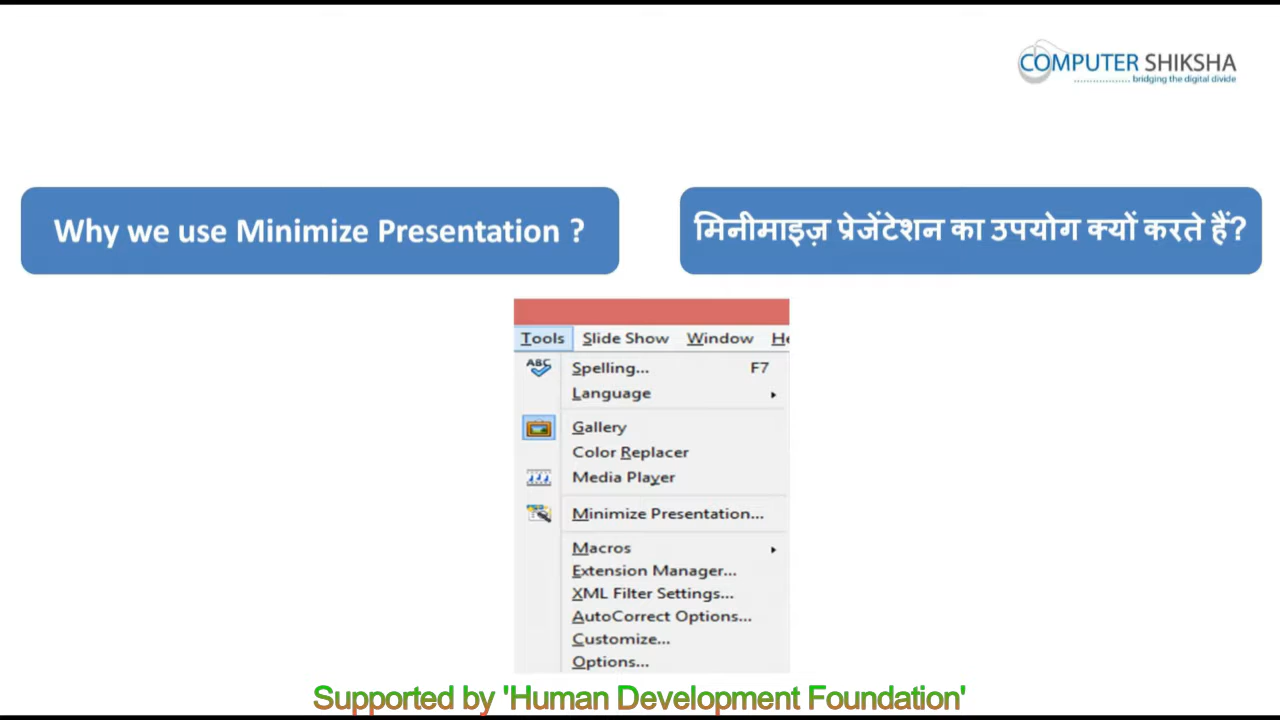 COMPUTER SHIKSHA
bridging the digital divide
Why we use Minimize Presentation ?
मिनीमाइज़ प्रेजेंटेशन का उपयोग क्यों करते हैं?
Tools Slide Show Window He
ABC
Spelling... F7
Language
Gallery
Color Replacer
Media Player
Minimize Presentation...
Macros
Extension Manager...
XML Filter Settings...
AutoCorrect Options...
Customize...
Options...
Supported by 'Human Development Foundation'